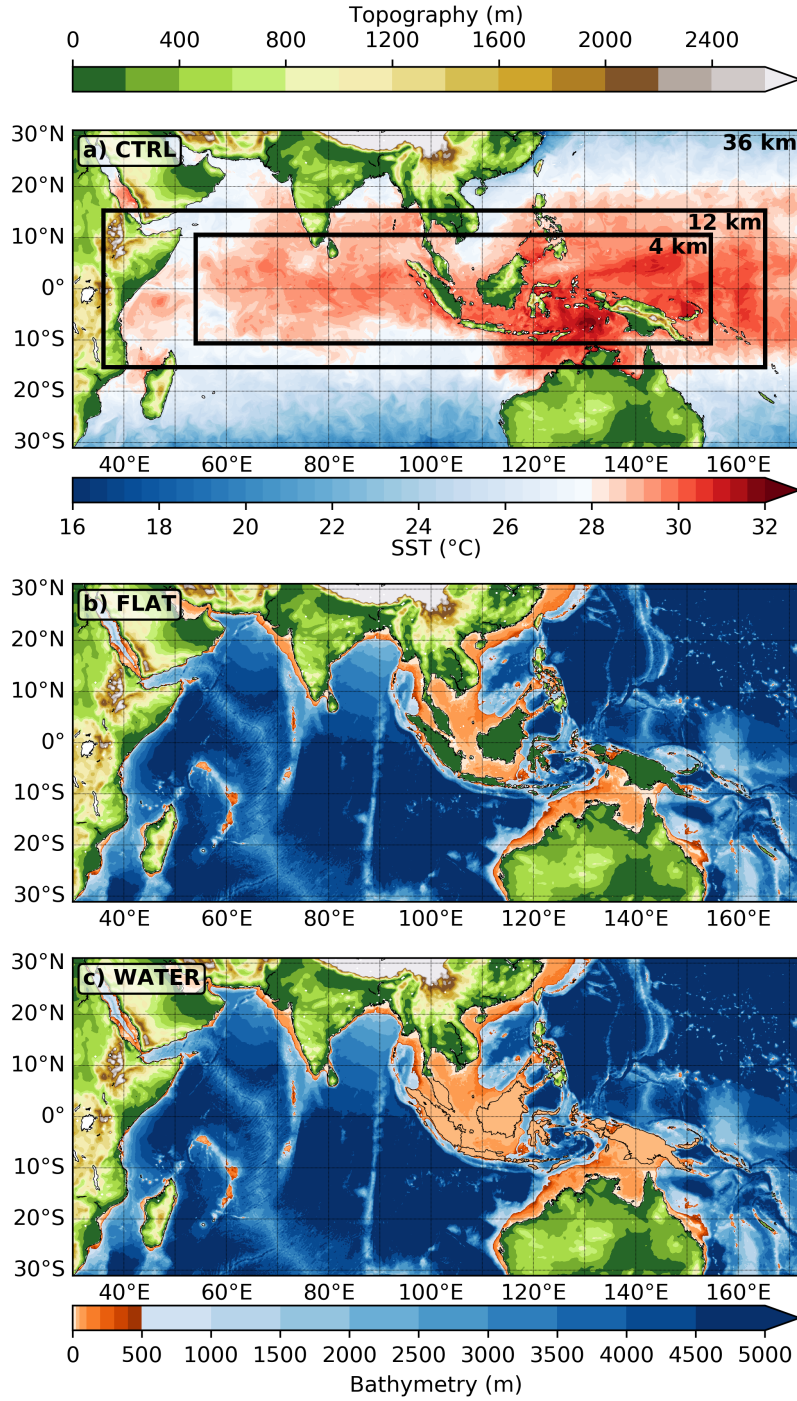 Topography (m)
0 400 800 1200 1600 2000 2400
a) CTRL
36 km
12 km
4 km
30°N
20°N
10°N
0°
10°S
20°S
30°S
40°E 60°E 80°E 100°E 120°E 140°E 160°E
16 18 20 22 24 26 28 30 32
SST (°C)
b) FLAT
30°N
20°N
10°N
0°
10°S
20°S
30°S
40°E 60°E 80°E 100°E 120°E 140°E 160°E
c) WATER
30°N
20°N
10°N
0°
10°S
20°S
30°S
40°E 60°E 80°E 100°E 120°E 140°E 160°E
0 500 1000 1500 2000 2500 3000 3500 4000 4500 5000
Bathymetry (m)